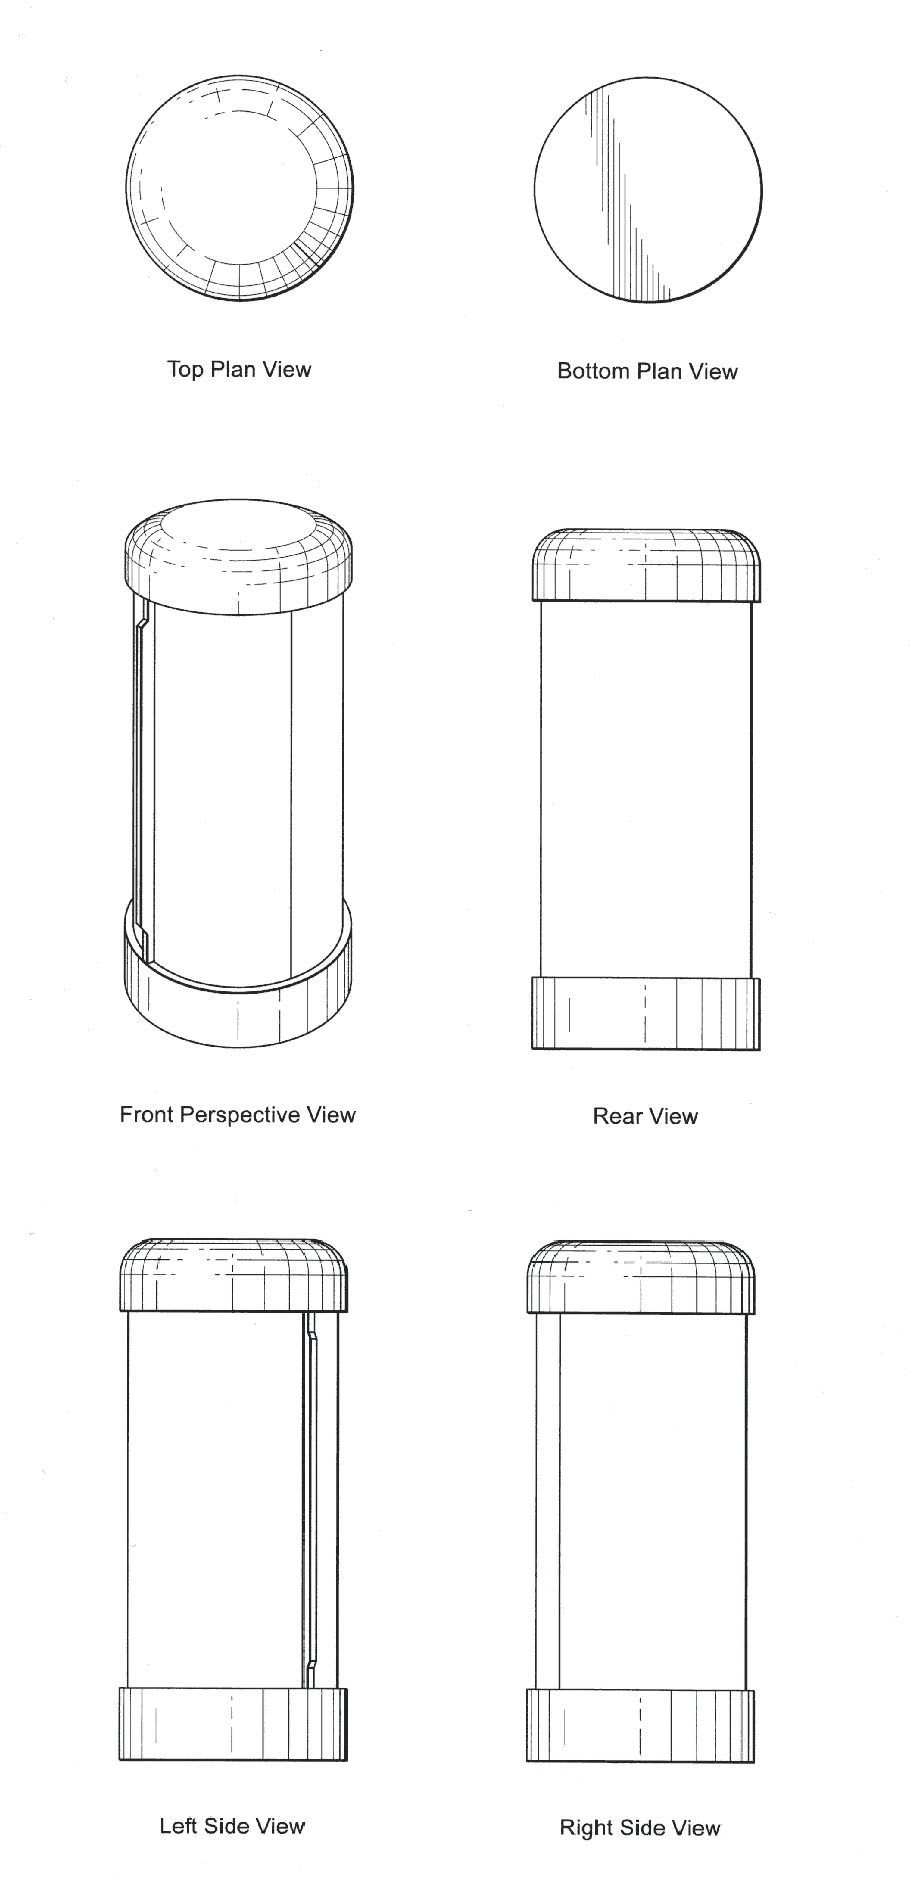 Top Plan View
Bottom Plan View
Front Perspective View
Rear View
Left Side View
Right Side View